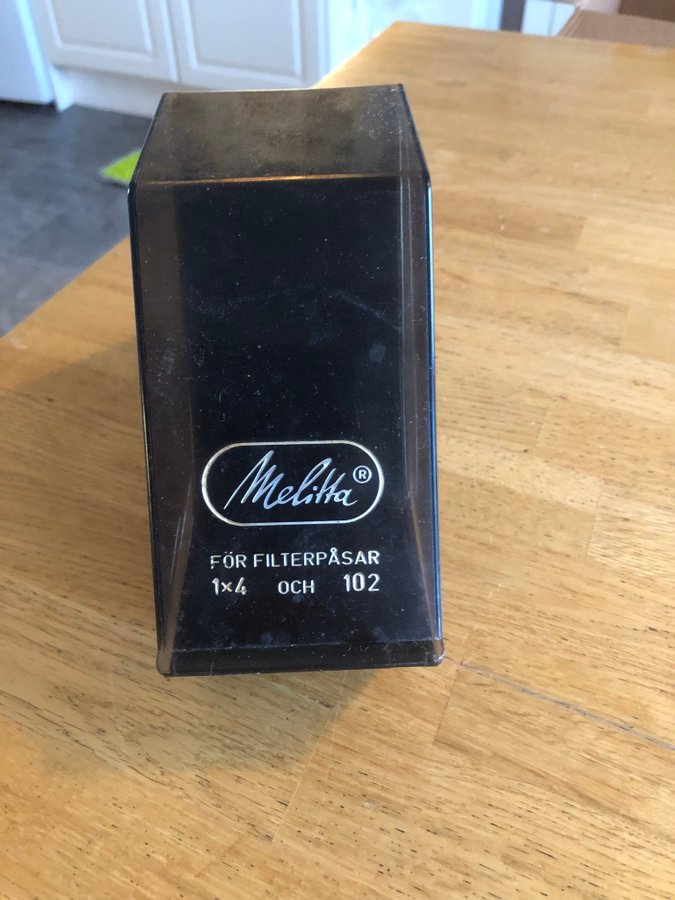 Melitta®
FÖR FILTERPÅSAR
1×4 OCH 102